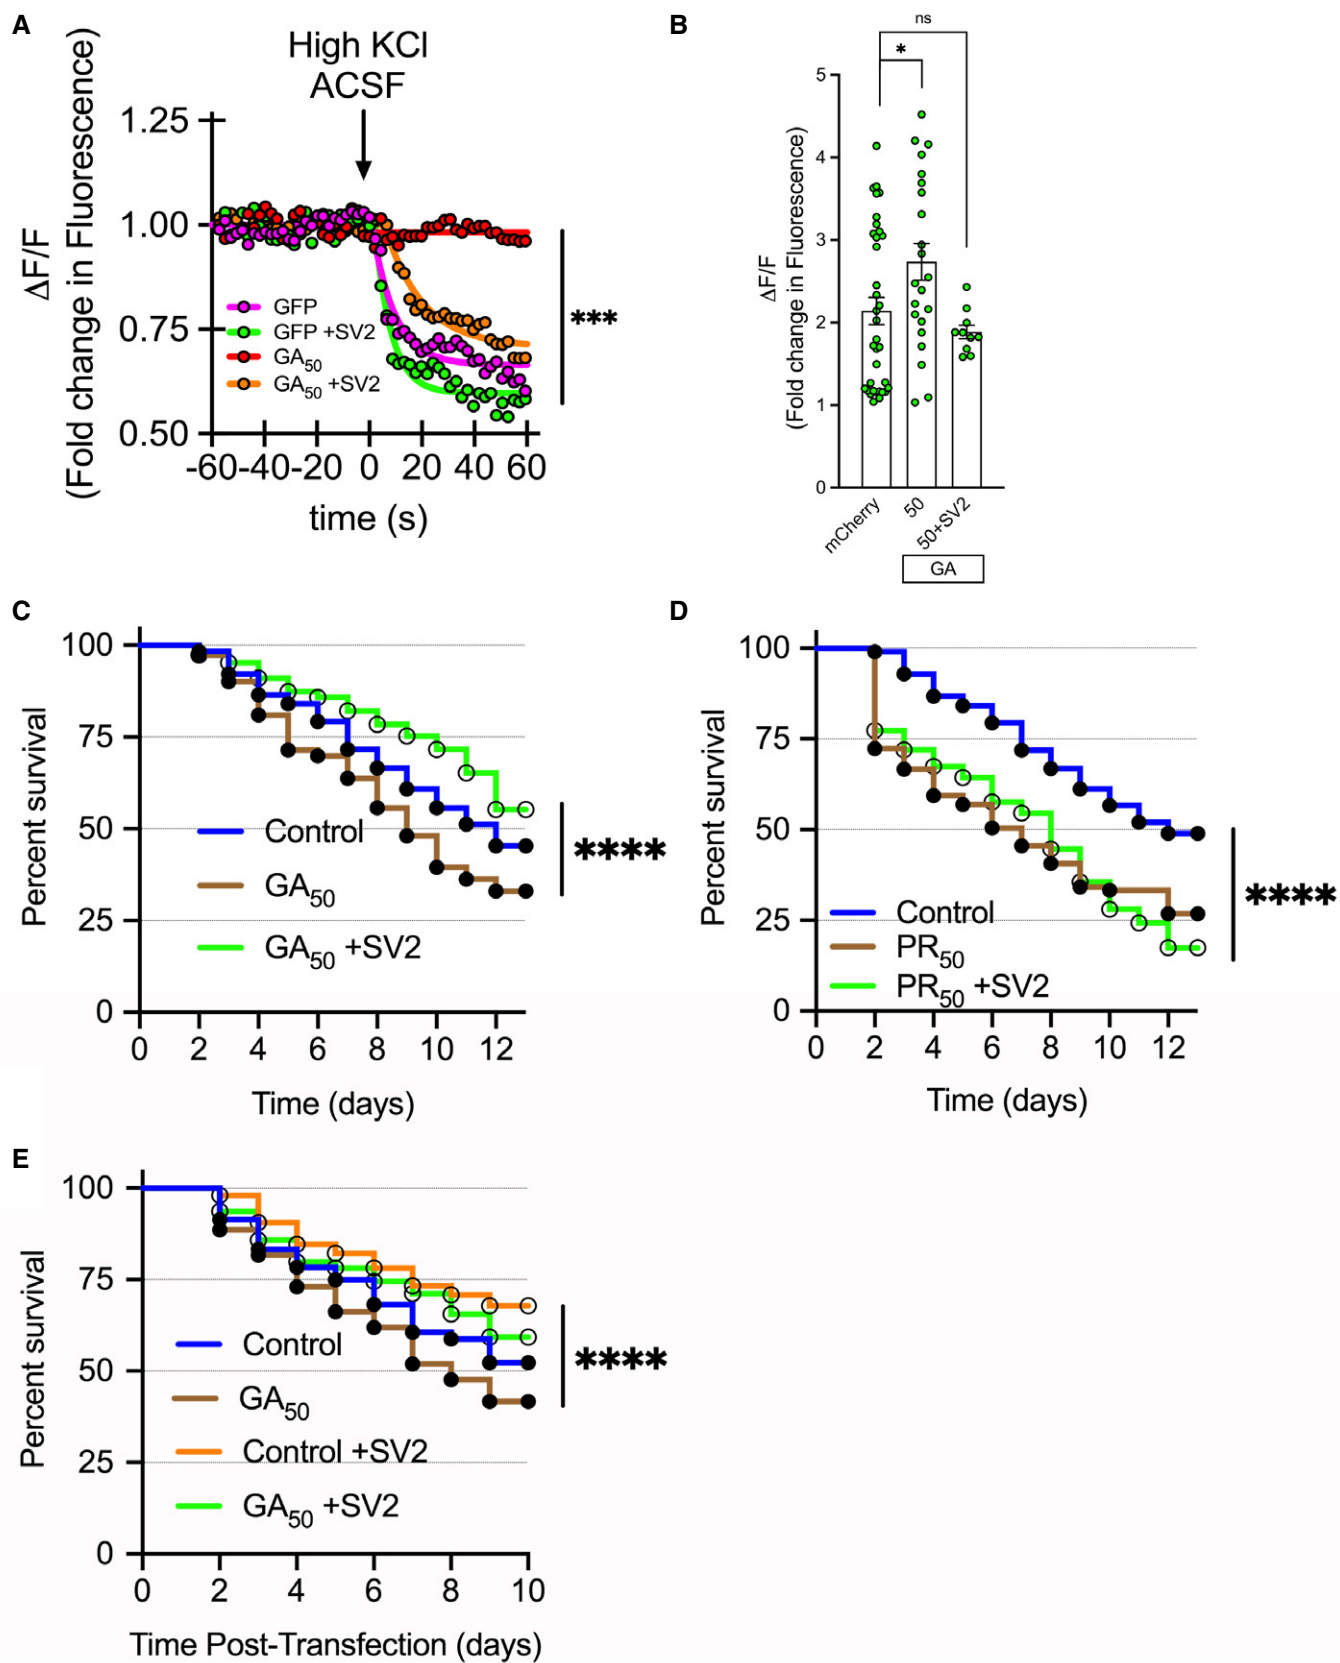 A
High KCl
ACSF
ΔF/F
(Fold change in Fluorescence)
1.25
1.00
0.75
0.50
GFP
GFP +SV2
GA50
GA50 +SV2
***
-60 -40 -20 0 20 40 60
time (s)
B
ns
*
ΔF/F
(Fold change in Fluorescence)
5
4
3
2
1
0
mCherry
50
50+SV2
GA
C
Percent survival
100
75
50
25
0
Control
GA50
GA50 +SV2
****
0 2 4 6 8 10 12
Time (days)
D
Percent survival
100
75
50
25
0
Control
PR50
PR50 +SV2
****
0 2 4 6 8 10 12
Time (days)
E
Percent survival
100
75
50
25
0
Control
GA50
Control +SV2
GA50 +SV2
****
0 2 4 6 8 10
Time Post-Transfection (days)